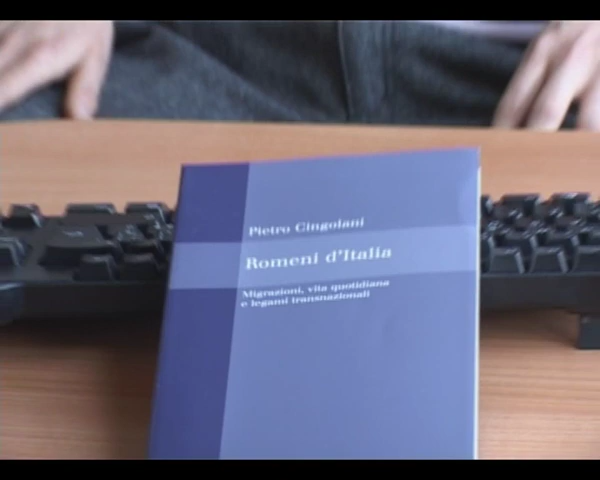 Pietro Cingolani
Romeni d'Italia
Migrazioni, vita quotidiana
e legami transnazionali